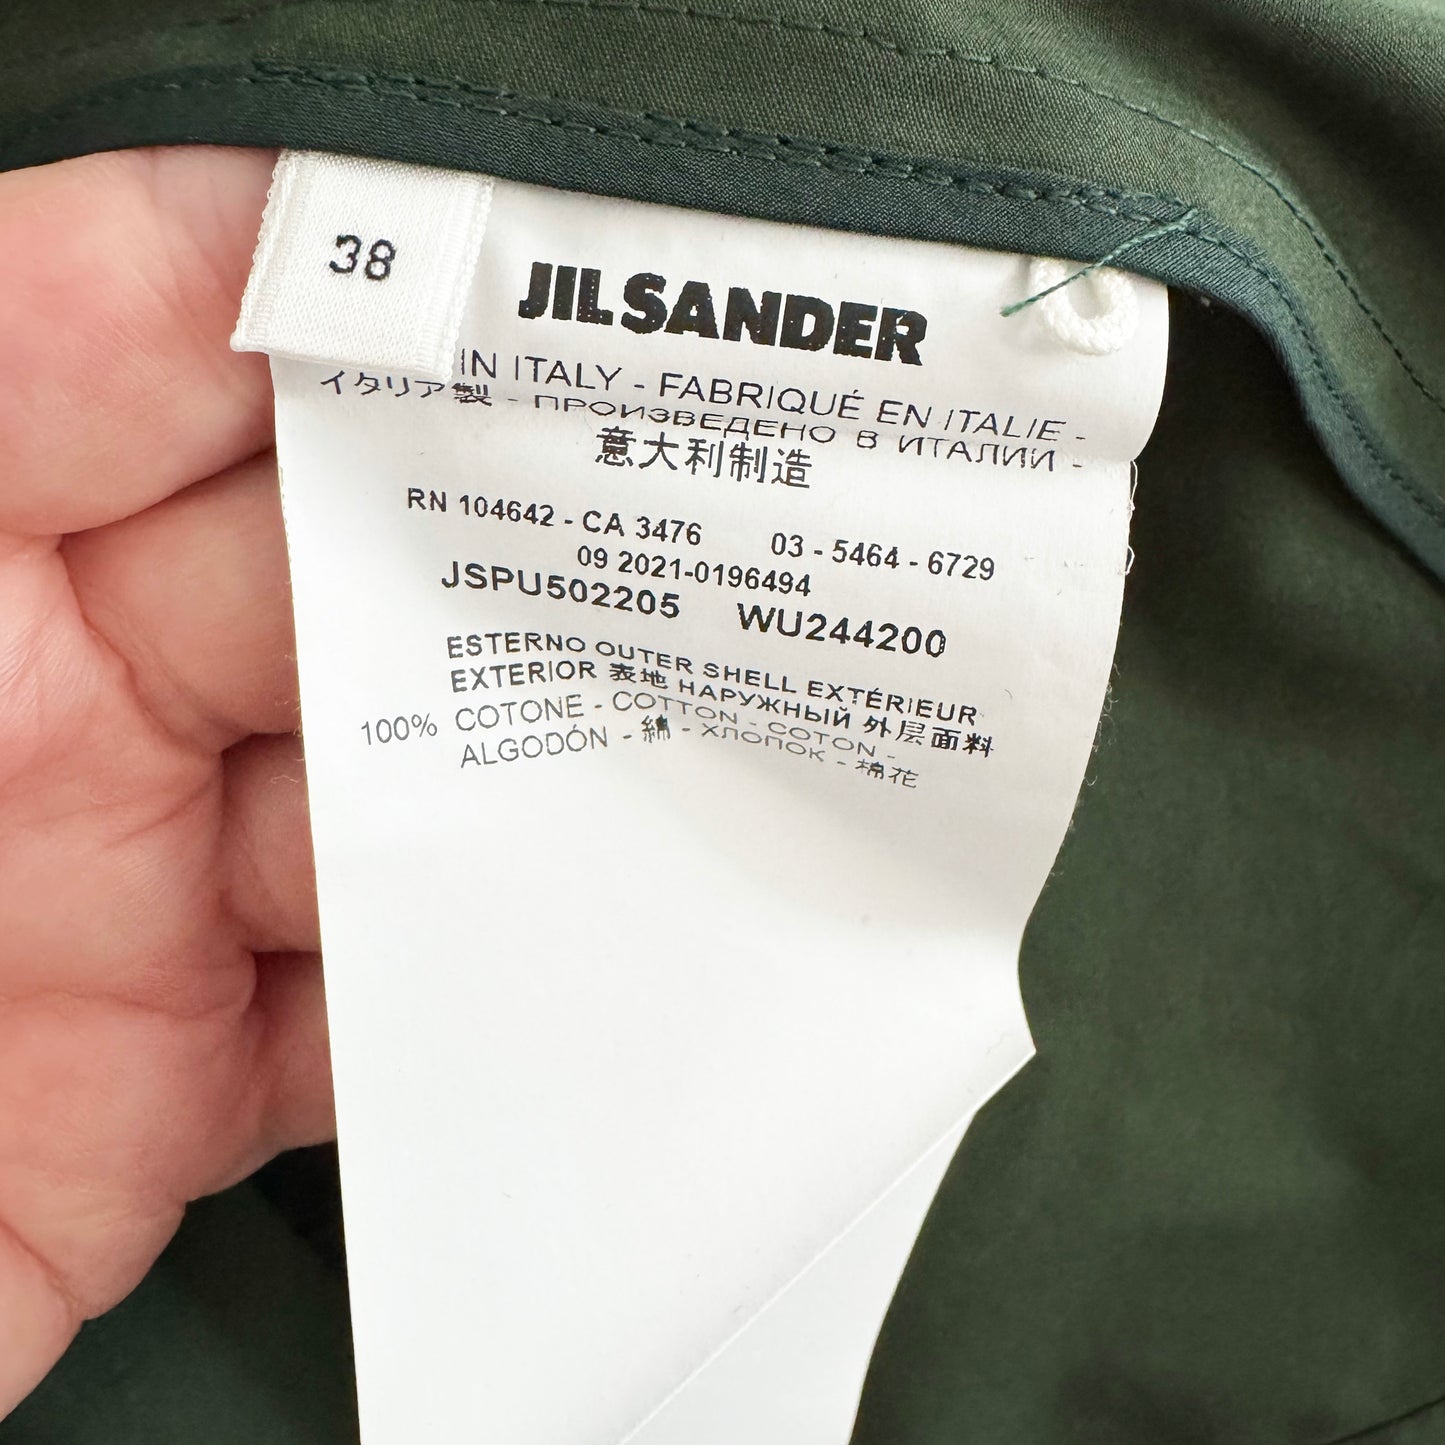 38
JIL SANDER
IN ITALY - FABRIQUÉ EN ITALIE -
イタリア製 - ПРОИЗВЕДЕНО В ИТАЛИИ -
意大利制造
RN 104642 - CA 3476 03 - 5464 - 6729
09 2021-0196494
JSPU502205 WU244200
ESTERNO OUTER SHELL EXTÉRIEUR
EXTERIOR 表地 НАРУЖНЫЙ 外层面料
100% COTONE - COTTON - COTON -
ALGODÓN - 綿 - ХЛОПОК - 棉花